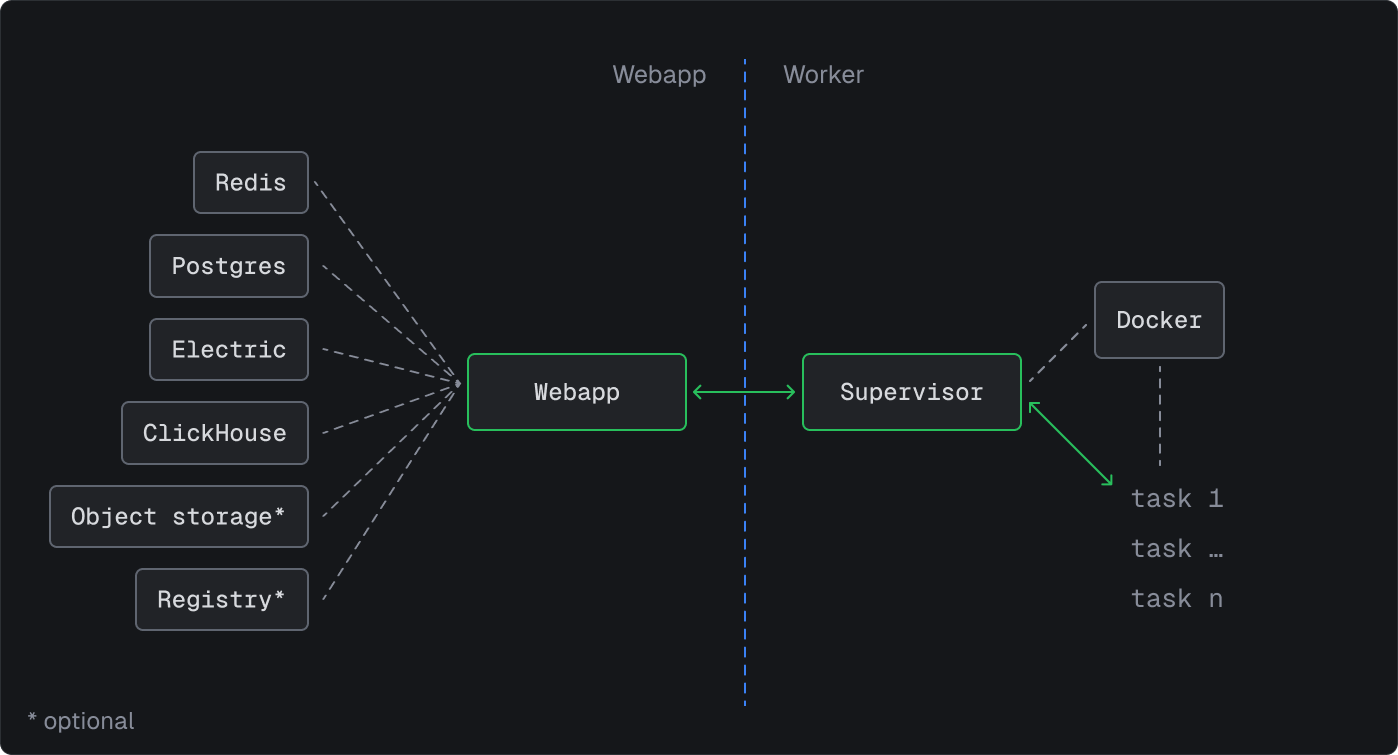 Webapp
Worker
Redis
Postgres
Electric
ClickHouse
Object storage*
Registry*
Webapp
Supervisor
Docker
task 1
task …
task n
* optional